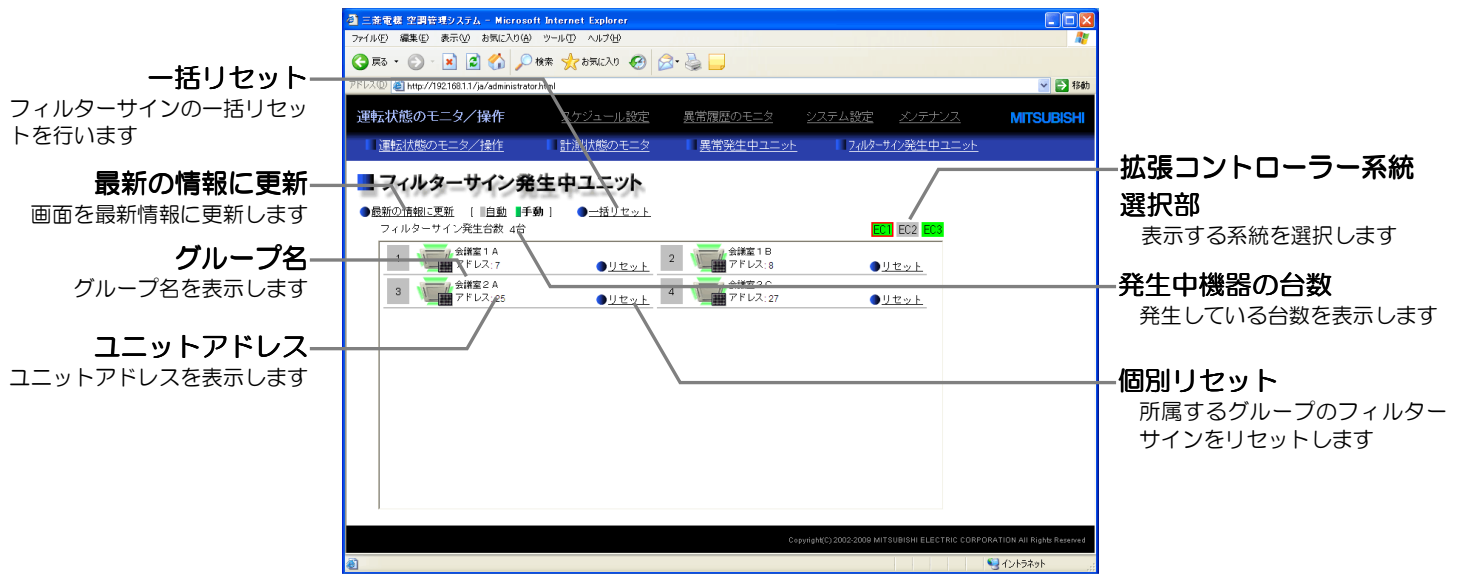 一括リセット
フィルターサインの一括リセッ
トを行います
最新の情報に更新
画面を最新情報に更新します
グループ名
グループ名を表示します
ユニットアドレス
ユニットアドレスを表示します
三菱電機 空調管理システム - Microsoft Internet Explorer
ファイル(F) 編集(E) 表示(V) お気に入り(A) ツール(T) ヘルプ(H)
戻る 検索 お気に入り
アドレス(D) http://192.168.1.1/ja/administrator.html 移動
運転状態のモニタ／操作 スケジュール設定 異常履歴のモニタ システム設定 メンテナンス MITSUBISHI
運転状態のモニタ／操作 計測状態のモニタ 異常発生中ユニット フィルターサイン発生中ユニット
フィルターサイン発生中ユニット
最新の情報に更新 [ 自動 手動 ] 一括リセット
フィルターサイン発生台数 4台 EC1 EC2 EC3
1 会議室1A
アドレス:7 リセット
2 会議室1B
アドレス:8 リセット
3 会議室2A
アドレス:25 リセット
4 会議室2C
アドレス:27 リセット
Copyright(C) 2002-2009 MITSUBISHI ELECTRIC CORPORATION All Rights Reserved
イントラネット
拡張コントローラー系統
選択部
表示する系統を選択します
発生中機器の台数
発生している台数を表示します
個別リセット
所属するグループのフィルター
サインをリセットします